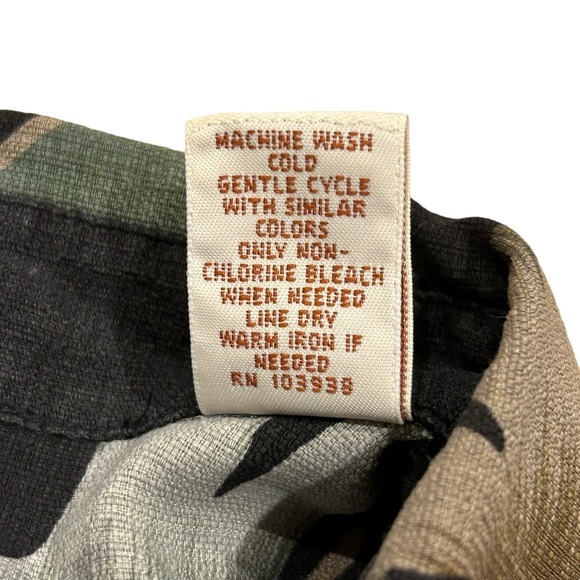 MACHINE WASH
COLD
GENTLE CYCLE
WITH SIMILAR
COLORS
ONLY NON-
CHLORINE BLEACH
WHEN NEEDED
LINE DRY
WARM IRON IF
NEEDED
RN 103938